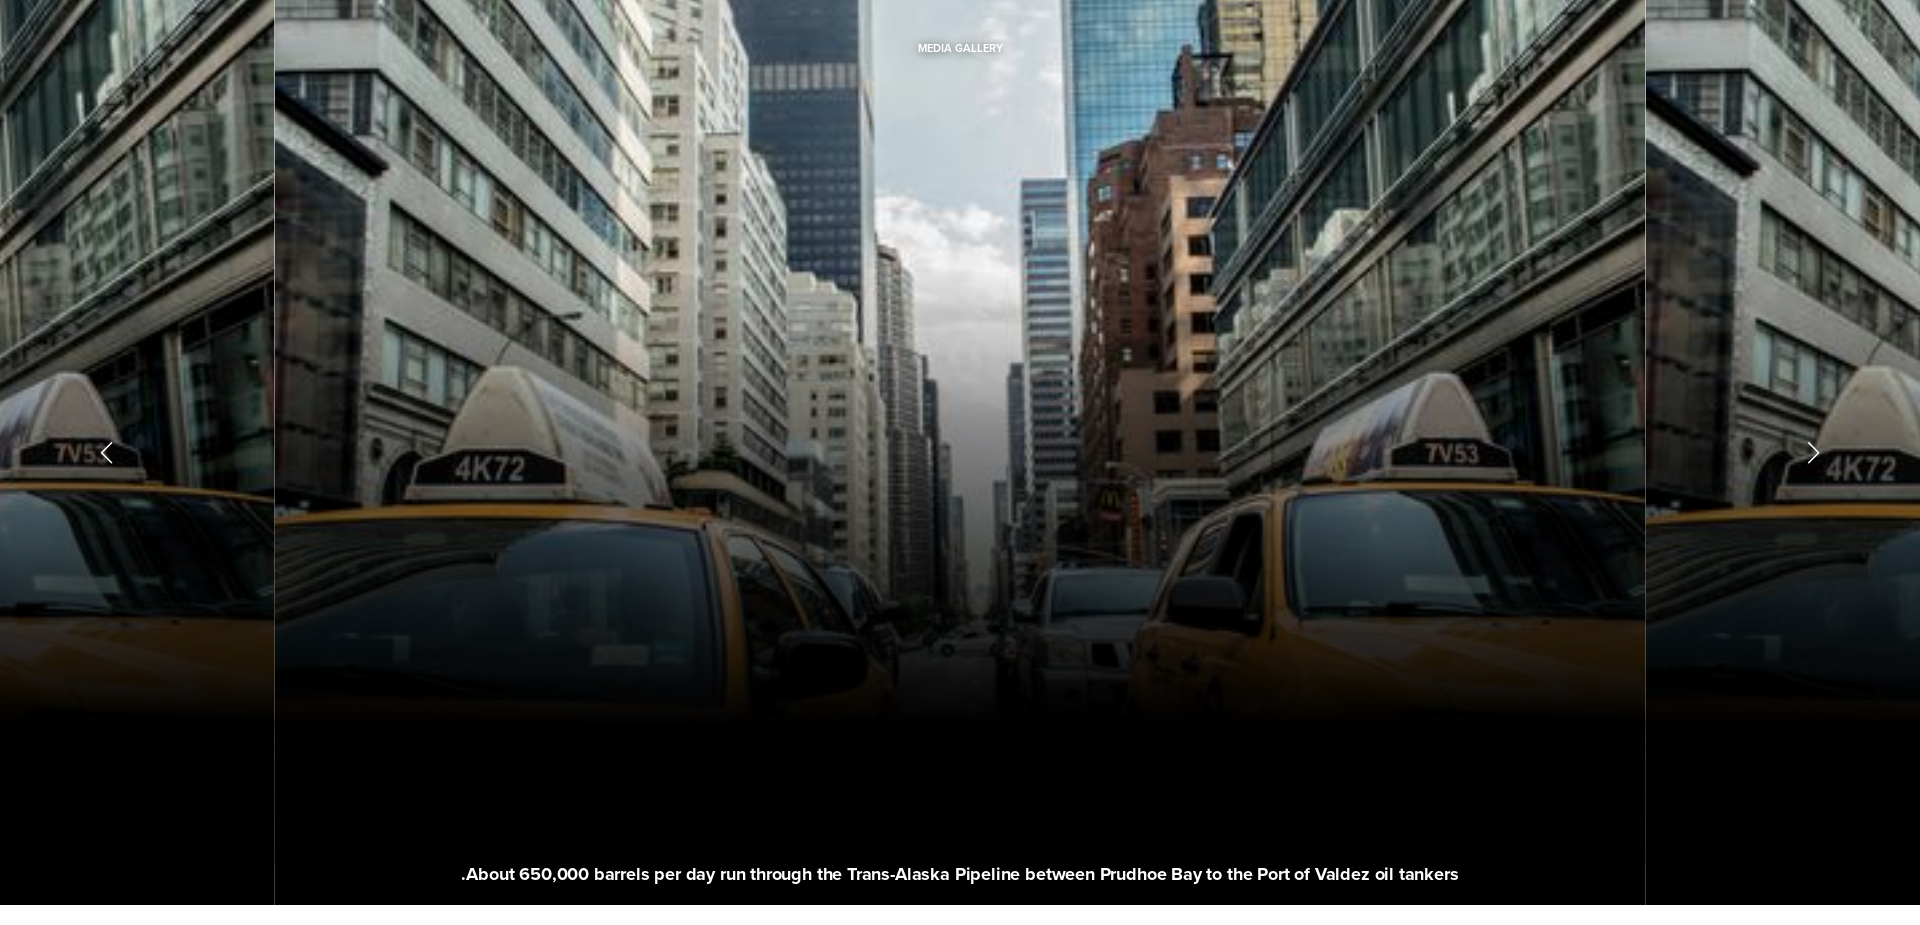 MEDIA GALLERY
7V53
4K72
7V53
4K72
.About 650,000 barrels per day run through the Trans-Alaska Pipeline between Prudhoe Bay to the Port of Valdez oil tankers